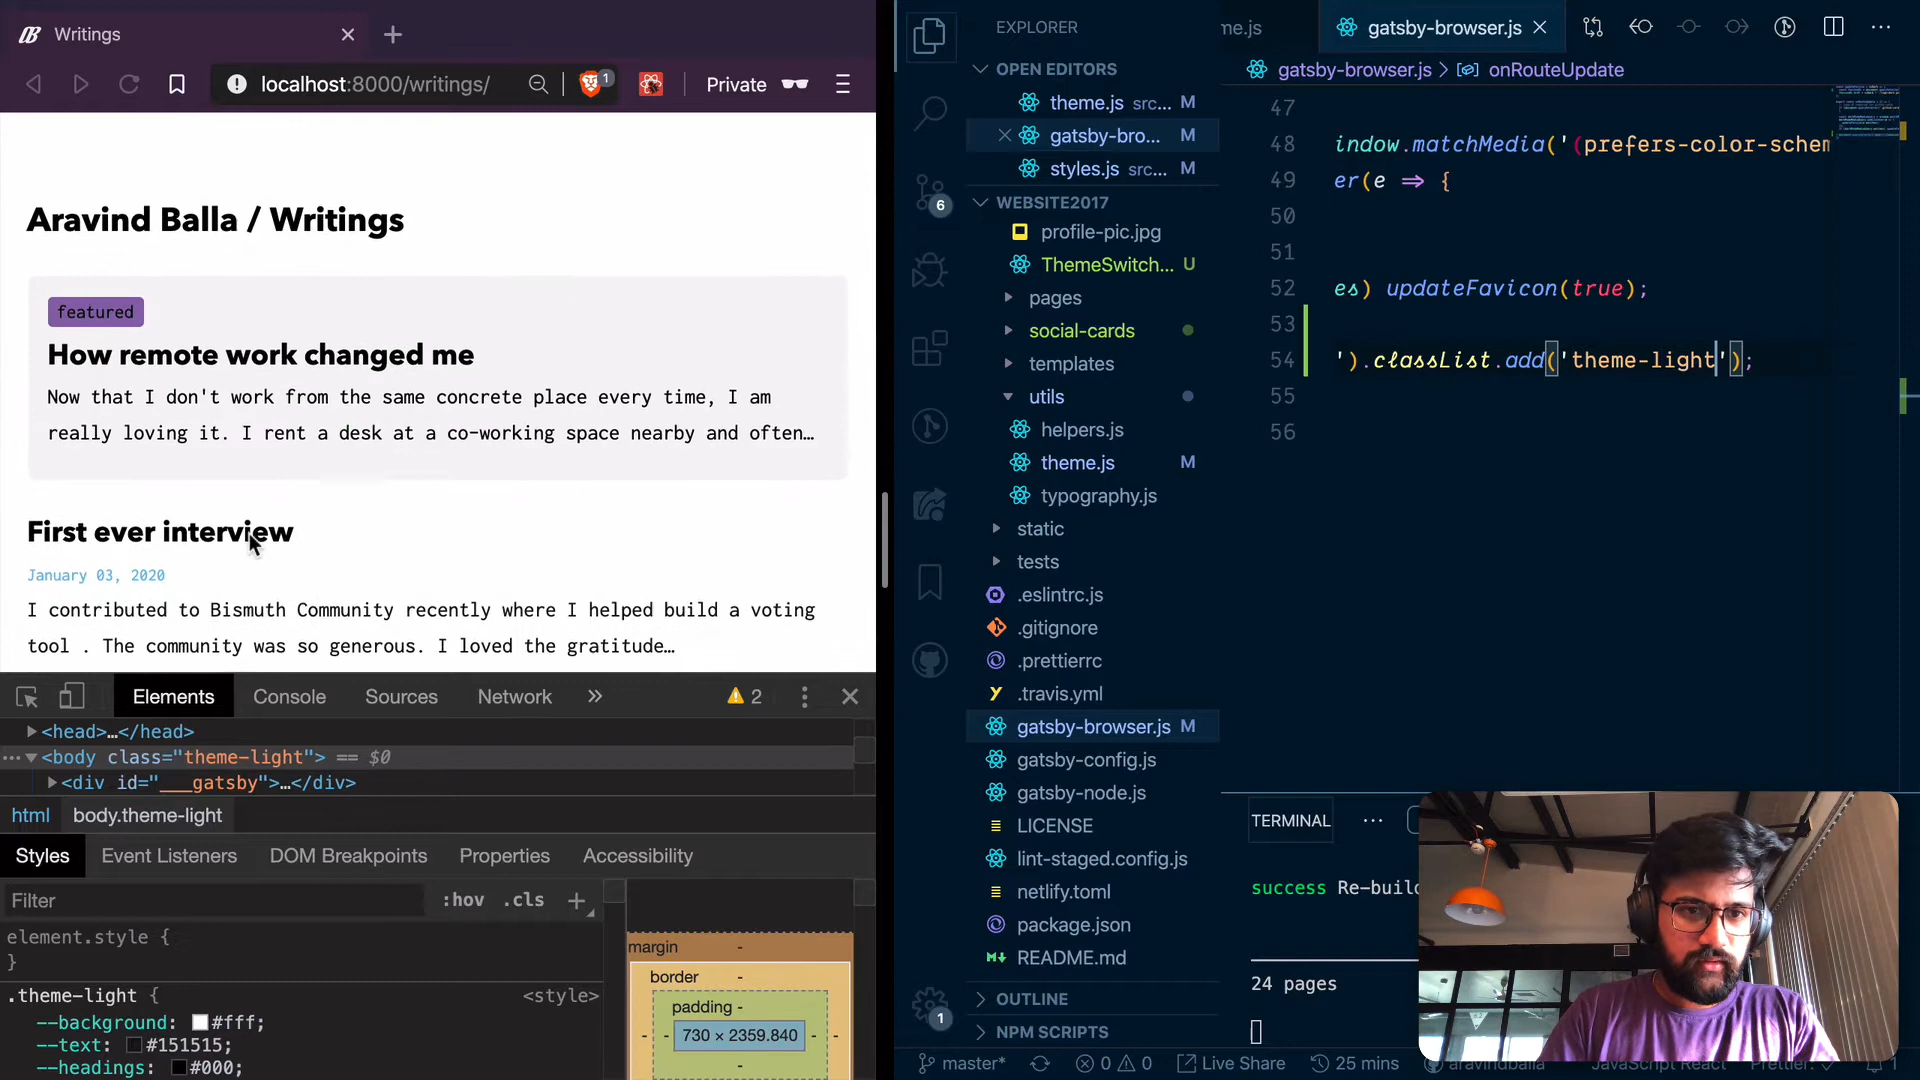 Writings
localhost:8000/writings/
1
Private
Aravind Balla / Writings
featured
How remote work changed me
Now that I don't work from the same concrete place every time, I am
really loving it. I rent a desk at a co-working space nearby and often…
First ever interview
January 03, 2020
I contributed to Bismuth Community recently where I helped build a voting
tool . The community was so generous. I loved the gratitude…
Elements
Console
Sources
Network
2
<head>…</head>
<body class="theme-light"> == $0
<div id="___gatsby">…</div>
html
body.theme-light
Styles
Event Listeners
DOM Breakpoints
Properties
Accessibility
Filter
:hov
.cls
element.style {
}
.theme-light {
<style>
--background: #fff;
--text: #151515;
--headings: #000;
margin -
border -
padding -
- - - 730 × 2359.840 - - -
-
EXPLORER
OPEN EDITORS
theme.js src... M
gatsby-bro... M
styles.js src... M
WEBSITE2017
profile-pic.jpg
ThemeSwitch... U
pages
social-cards
templates
utils
helpers.js
theme.js M
typography.js
static
tests
.eslintrc.js
.gitignore
.prettierrc
.travis.yml
gatsby-browser.js M
gatsby-config.js
gatsby-node.js
LICENSE
lint-staged.config.js
netlify.toml
package.json
README.md
OUTLINE
NPM SCRIPTS
6
1
me.js
gatsby-browser.js
gatsby-browser.js > onRouteUpdate
47
48 indow.matchMedia('(prefers-color-schem
49 er(e => {
50
51
52 es) updateFavicon(true);
53
54 ').classList.add('theme-light');
55
56
TERMINAL
success Re-buil
24 pages
master*
0
0
Live Share
25 mins
aravindballa
JavaScript React
Prettier: ✓
1